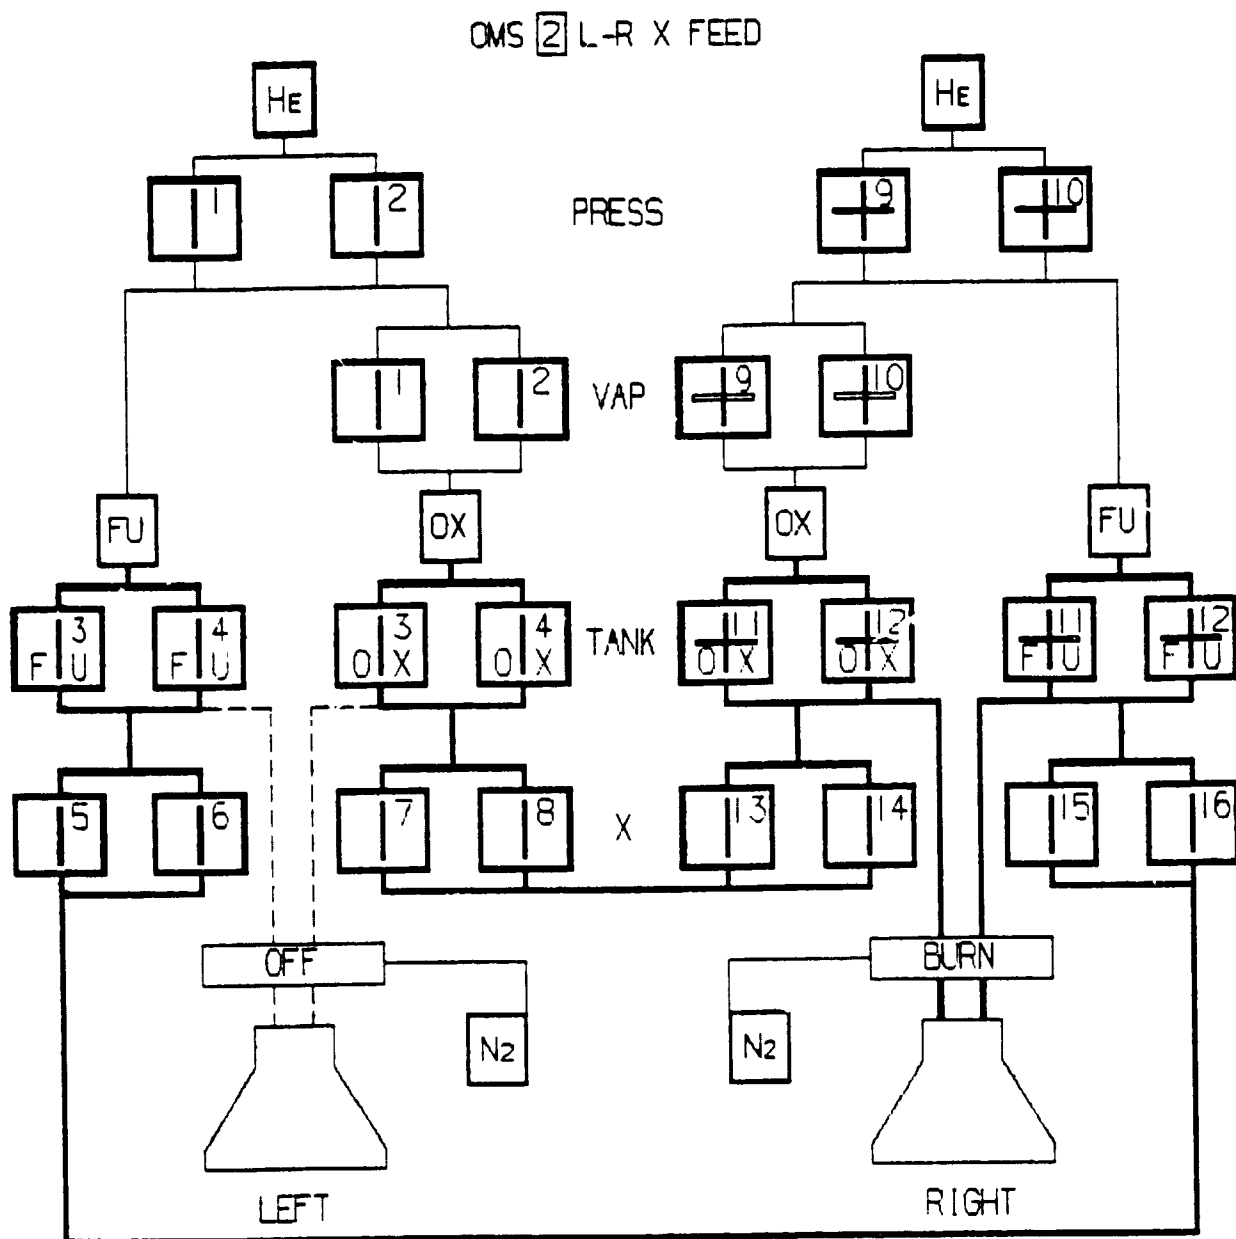 OMS 2 L-R X FEED
HE HE
1 2 PRESS 9 10
1 2 VAP 9 10
FU OX OX FU
3 4 3 4 TANK 11 12 11 12
F U F U O X O X O X O X F U F U
5 6 7 8 X 13 14 15 16
OFF BURN
N2 N2
LEFT RIGHT